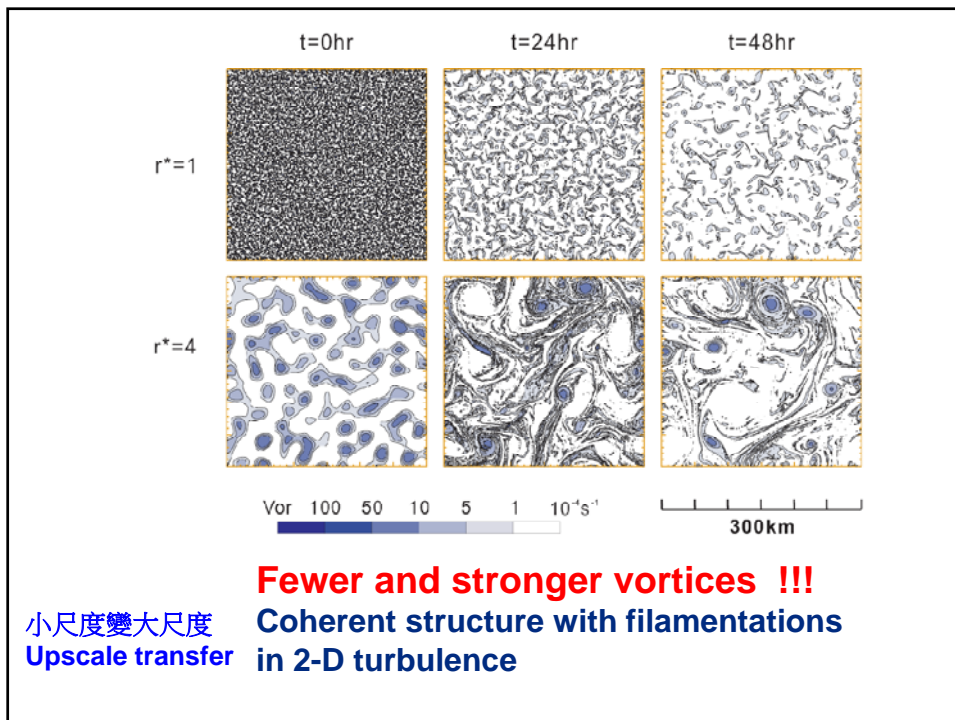 t=0hr t=24hr t=48hr
r*=1
r*=4
Vor 100 50 10 5 1 10⁻⁴s⁻¹
300km
Fewer and stronger vortices !!!
小尺度變大尺度
Upscale transfer
Coherent structure with filamentations
in 2-D turbulence